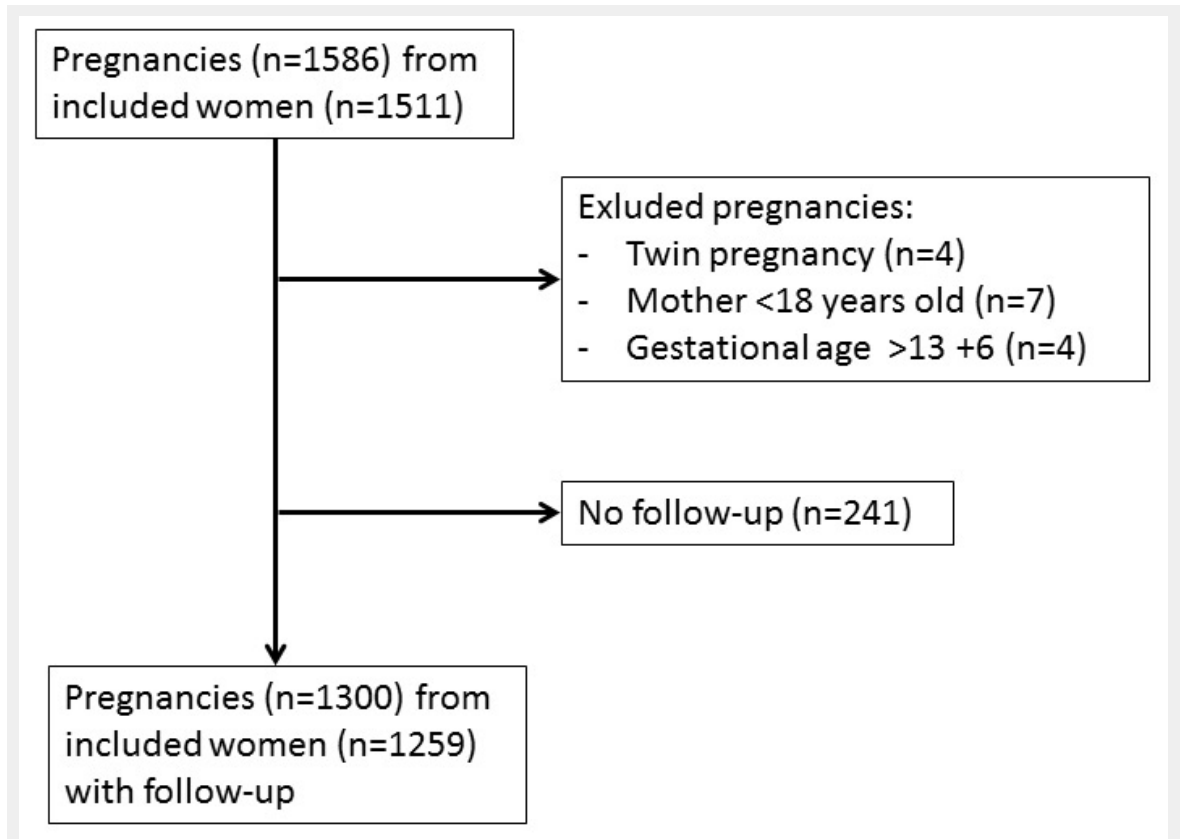 Pregnancies (n=1586) from
included women (n=1511)
Exluded pregnancies:
- Twin pregnancy (n=4)
- Mother <18 years old (n=7)
- Gestational age >13 +6 (n=4)
No follow-up (n=241)
Pregnancies (n=1300) from
included women (n=1259)
with follow-up